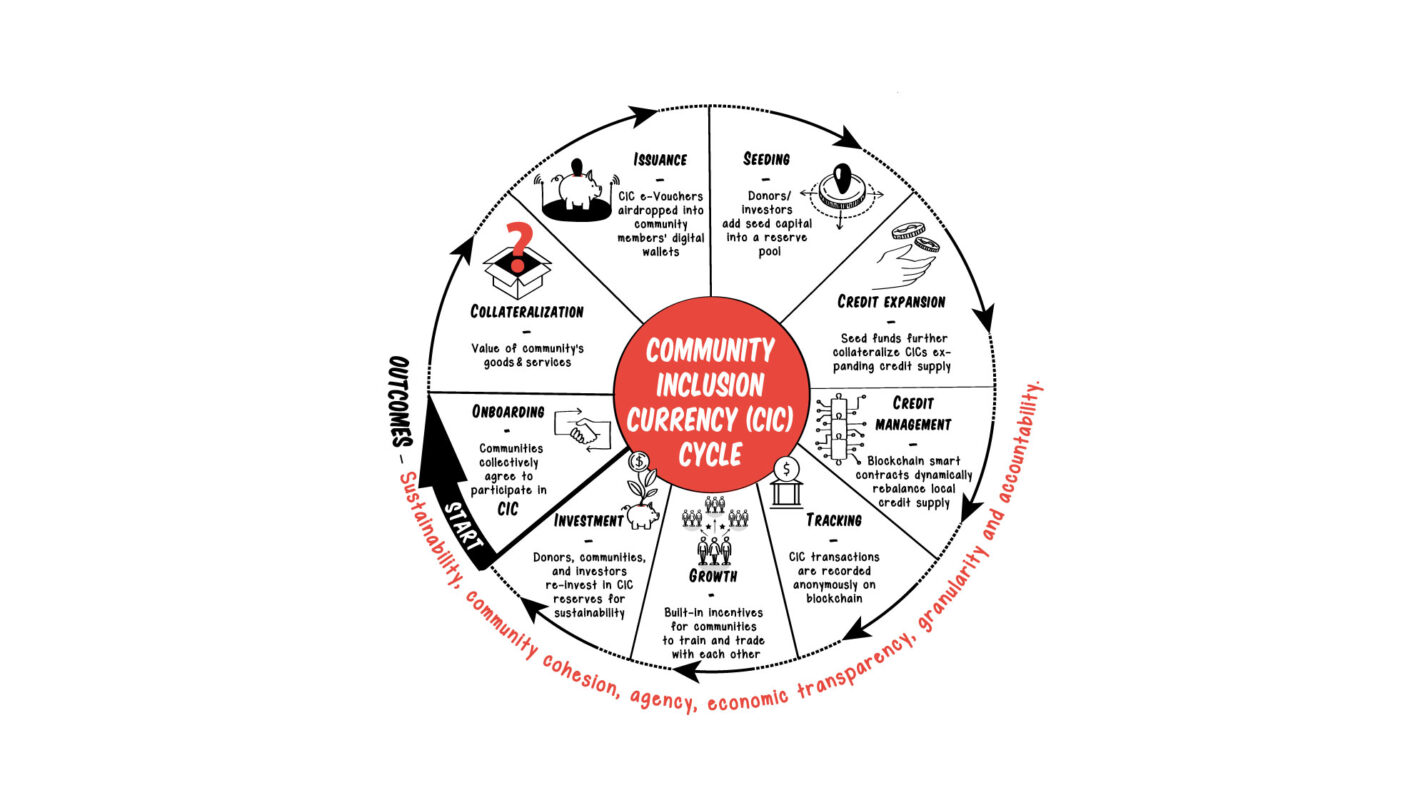 COMMUNITY
INCLUSION
CURRENCY (CIC)
CYCLE
START
ONBOARDING
-
Communities
collectively
agree to
participate in
CIC
COLLATERALIZATION
-
Value of community's
goods & services
?
ISSUANCE
-
CIC e-Vouchers
airdropped into
community
members' digital
wallets
SEEDING
-
Donors/
investors
add seed capital
into a reserve
pool
CREDIT EXPANSION
-
Seed funds further
collateralize CICs ex-
panding credit supply
CREDIT
MANAGEMENT
-
Blockchain smart
contracts dynamically
rebalance local
credit supply
$
TRACKING
-
CIC transactions
are recorded
anonymously on
blockchain
GROWTH
-
Built-in incentives
for communities
to train and trade
with each other
$
INVESTMENT
-
Donors, communities,
and investors
re-invest in CIC
reserves for
sustainability
OUTCOMES - Sustainability, community cohesion, agency, economic transparency, granularity and accountability.